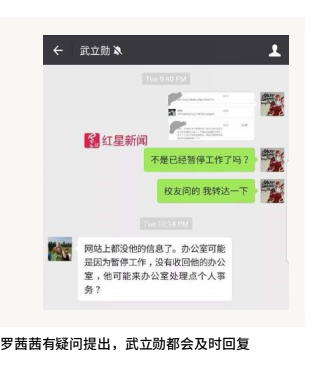 武立勋
Tue 9:40 PM
红星新闻
不是已经暂停工作了吗？
校友问的 我转达一下
Tue 10:14 PM
网站上都没他的信息了。办公室可能
是因为暂停工作，没有收回他的办公
室，他可能来办公室处理点个人事
务？
罗茜茜有疑问提出，武立勋都会及时回复